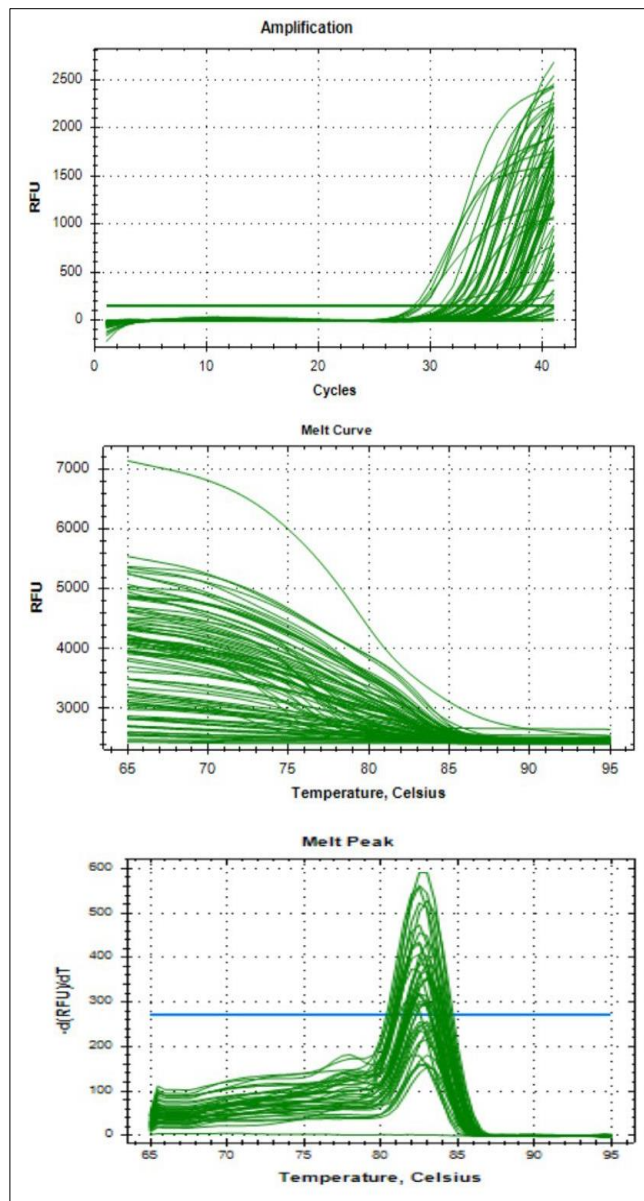 Amplification
2500
2000
1500
1000
500
0
RFU
0 10 20 30 40
Cycles
Melt Curve
7000
6000
5000
4000
3000
RFU
65 70 75 80 85 90 95
Temperature, Celsius
Melt Peak
600
500
400
300
200
100
0
-d(RFU)/dT
65 70 75 80 85 90 95
Temperature, Celsius